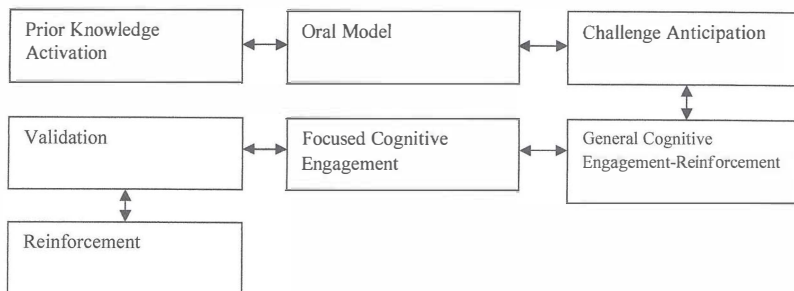 Prior Knowledge
Activation
Oral Model
Challenge Anticipation
Validation
Focused Cognitive
Engagement
General Cognitive
Engagement-Reinforcement
Reinforcement